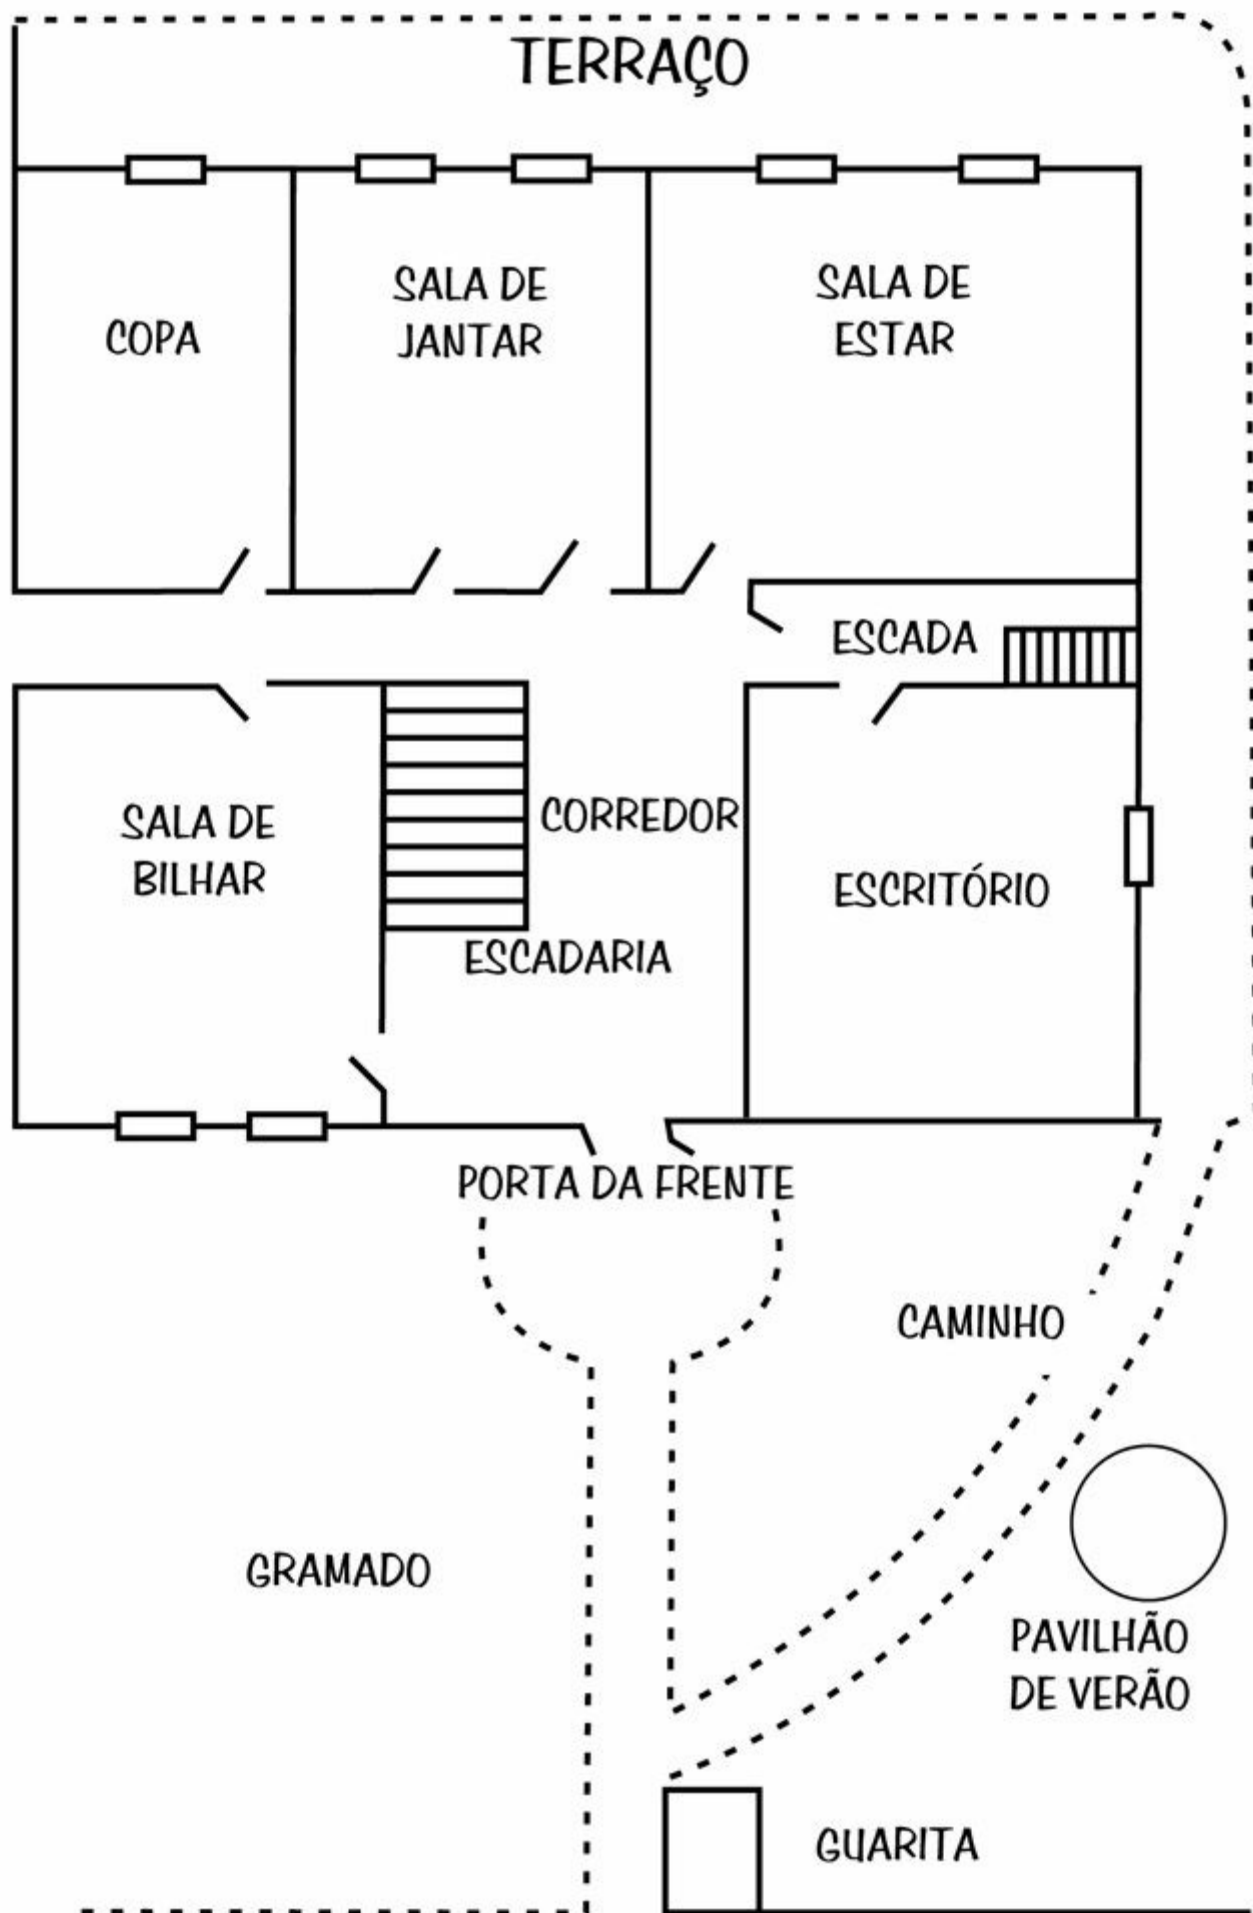 TERRAÇO
COPA
SALA DE
JANTAR
SALA DE
ESTAR
ESCADA
SALA DE
BILHAR
CORREDOR
ESCRITÓRIO
ESCADARIA
PORTA DA FRENTE
CAMINHO
GRAMADO
PAVILHÃO
DE VERÃO
GUARITA